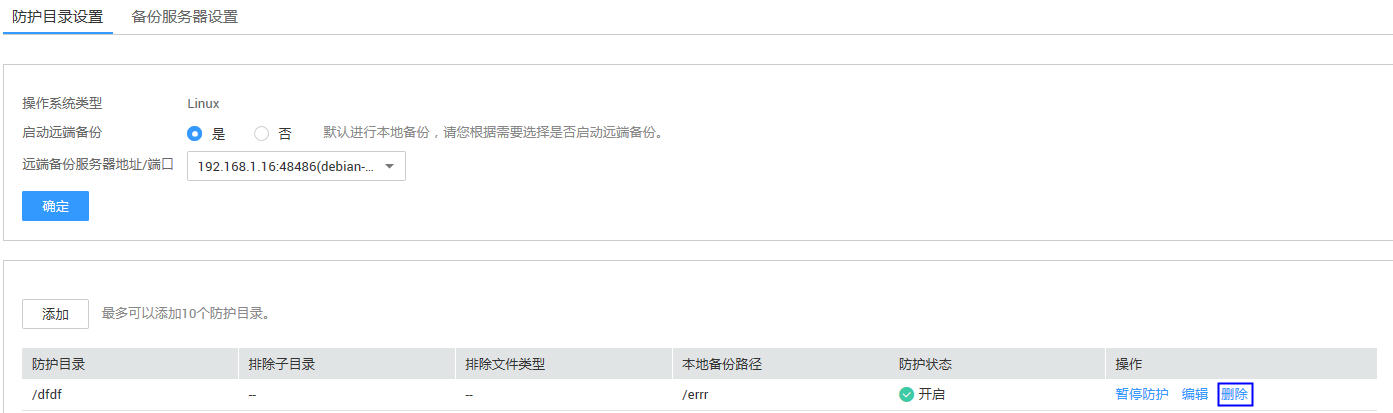 防护目录设置 备份服务器设置
操作系统类型 Linux
启动远端备份 是 否 默认进行本地备份，请您根据需要选择是否启动远端备份。
远端备份服务器地址/端口 192.168.1.16:48486(debian-...
确定
添加 最多可以添加10个防护目录。
防护目录 排除子目录 排除文件类型 本地备份路径 防护状态 操作
/dfdf -- -- /errr 开启 暂停防护 编辑 删除